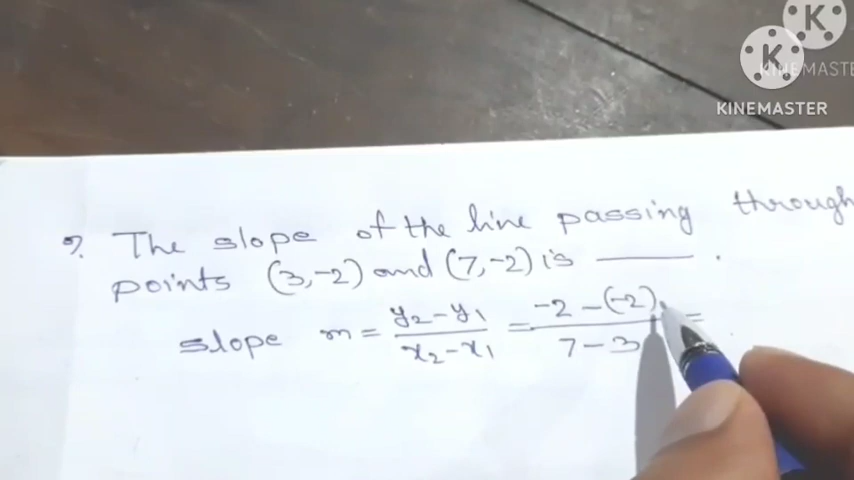 KINEMASTER
KINEMASTER
?. The slope of the line passing through
points (3,-2) and (7,-2) is ______ .
slope m = y₂-y₁ / x₂-x₁ = -2-(-2) / 7-3 =